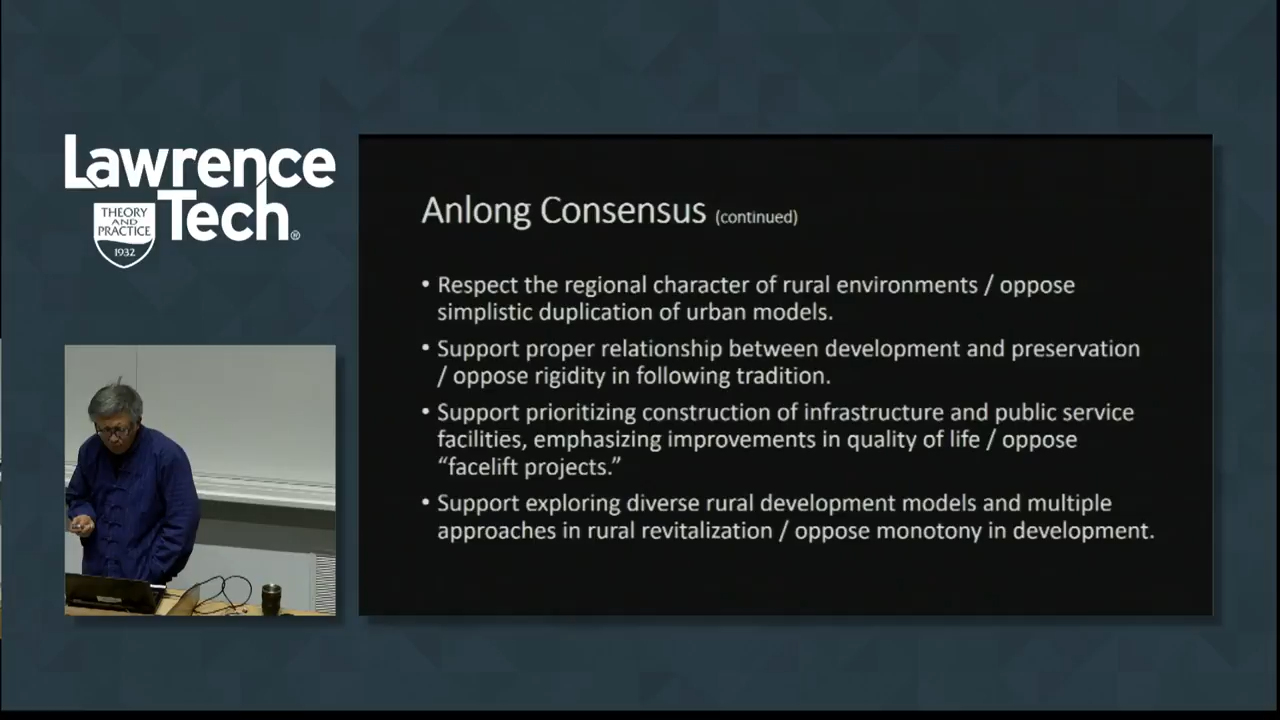 Lawrence
Tech®
THEORY
AND
PRACTICE
1932
Anlong Consensus (continued)
• Respect the regional character of rural environments / oppose
simplistic duplication of urban models.
• Support proper relationship between development and preservation
/ oppose rigidity in following tradition.
• Support prioritizing construction of infrastructure and public service
facilities, emphasizing improvements in quality of life / oppose
“facelift projects.”
• Support exploring diverse rural development models and multiple
approaches in rural revitalization / oppose monotony in development.